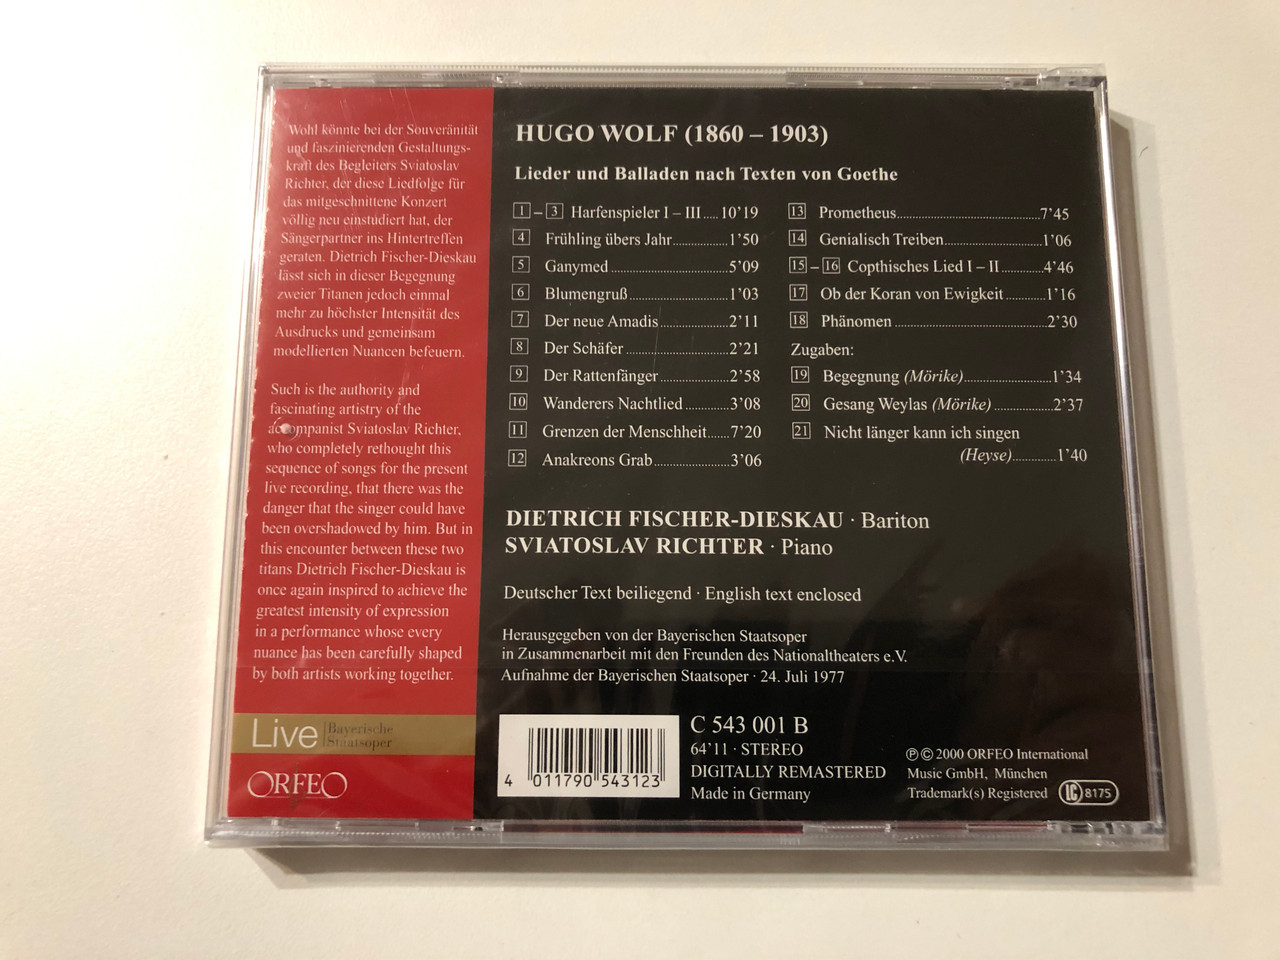 Wohl könnte bei der Souveränität
und faszinierenden Gestaltungs-
kraft des Begleiters Sviatoslav
Richter, der diese Liedfolge für
das mitgeschnittene Konzert
völlig neu einstudiert hat, der
Sängerpartner ins Hintertreffen
geraten. Dietrich Fischer-Dieskau
lässt sich in dieser Begegnung
zweier Titanen jedoch einmal
mehr zu höchster Intensität des
Ausdrucks und gemeinsam
modellierten Nuancen befeuern.
Such is the authority and
fascinating artistry of the
accompanist Sviatoslav Richter,
who completely rethought this
sequence of songs for the present
live recording, that there was the
danger that the singer could have
been overshadowed by him. But in
this encounter between these two
titans Dietrich Fischer-Dieskau is
once again inspired to achieve the
greatest intensity of expression
in a performance whose every
nuance has been carefully shaped
by both artists working together.
Live Bayerische
Staatsoper
ORFEO
HUGO WOLF (1860 – 1903)
Lieder und Balladen nach Texten von Goethe
1 – 3 Harfenspieler I – III ..... 10'19
4 Frühling übers Jahr ............... 1'50
5 Ganymed ............................... 5'09
6 Blumengruß .......................... 1'03
7 Der neue Amadis .................. 2'11
8 Der Schäfer ........................... 2'21
9 Der Rattenfänger ................... 2'58
10 Wanderers Nachtlied ............. 3'08
11 Grenzen der Menschheit ...... 7'20
12 Anakreons Grab .................... 3'06
13 Prometheus ....................................... 7'45
14 Genialisch Treiben ........................... 1'06
15 – 16 Copthisches Lied I – II ........... 4'46
17 Ob der Koran von Ewigkeit ............ 1'16
18 Phänomen ........................................ 2'30
Zugaben:
19 Begegnung (Mörike) ........................ 1'34
20 Gesang Weylas (Mörike) ................. 2'37
21 Nicht länger kann ich singen
(Heyse) ............ 1'40
DIETRICH FISCHER-DIESKAU · Bariton
SVIATOSLAV RICHTER · Piano
Deutscher Text beiliegend · English text enclosed
Herausgegeben von der Bayerischen Staatsoper
in Zusammenarbeit mit den Freunden des Nationaltheaters e.V.
Aufnahme der Bayerischen Staatsoper · 24. Juli 1977
4 011790 543123
C 543 001 B
64'11 · STEREO
DIGITALLY REMASTERED
Made in Germany
℗ © 2000 ORFEO International
Music GmbH, München
Trademark(s) Registered LC 8175